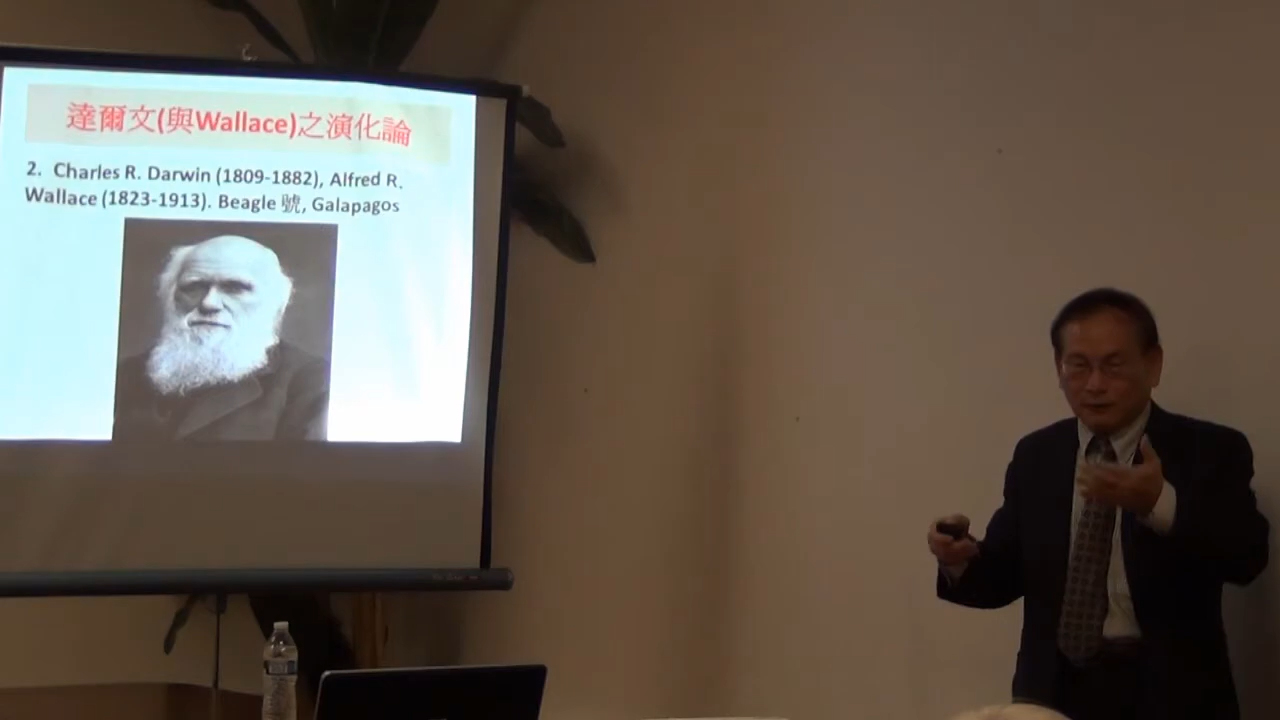 達爾文(與Wallace)之演化論
2. Charles R. Darwin (1809-1882), Alfred R.
Wallace (1823-1913). Beagle 號, Galapagos